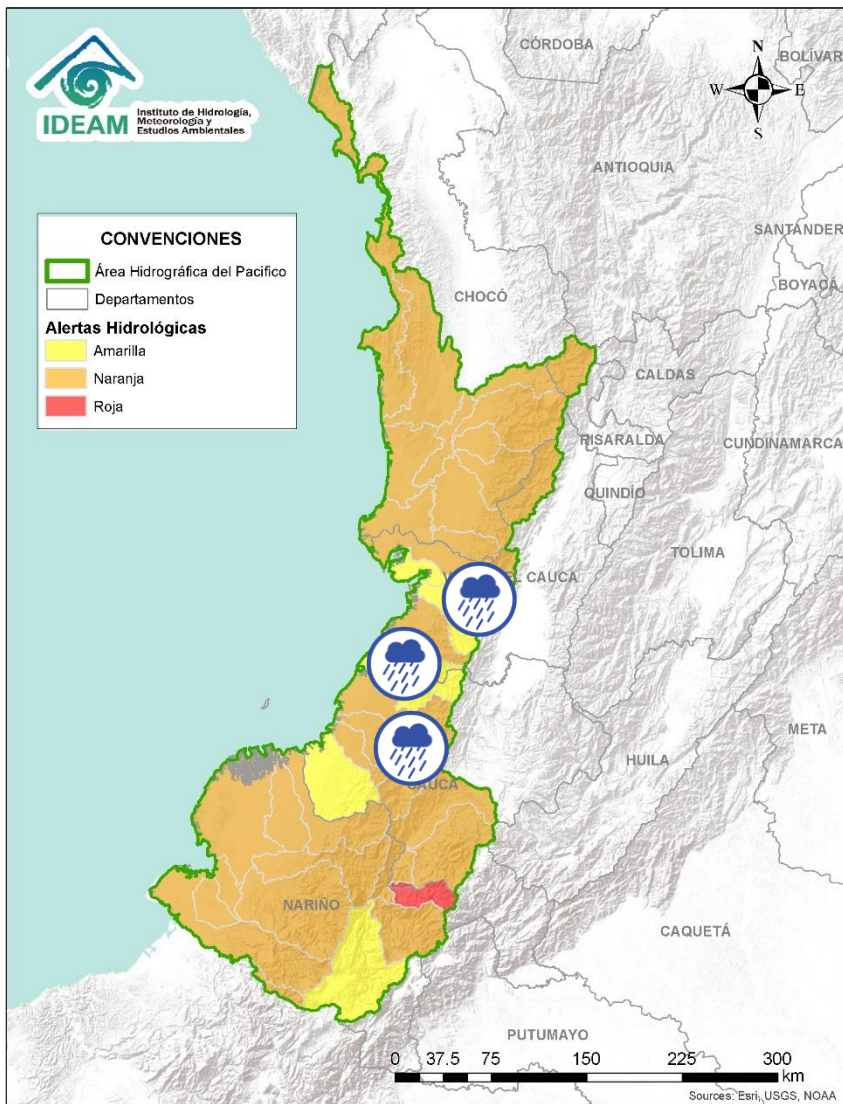 IDEAM
Instituto de Hidrología,
Meteorología y
Estudios Ambientales
CÓRDOBA
BOLÍVAR
N
W
E
S
ANTIOQUIA
SANTANDER
BOYACÁ
CONVENCIONES
Área Hidrográfica del Pacifico
Departamentos
Alertas Hidrológicas
Amarilla
Naranja
Roja
CHOCÓ
CALDAS
RISARALDA
CUNDINAMARCA
QUINDÍO
TOLIMA
EL CAUCA
META
HUILA
CAUCA
NARIÑO
CAQUETÁ
PUTUMAYO
0 37.5 75 150 225 300
km
Sources: Esri, USGS, NOAA